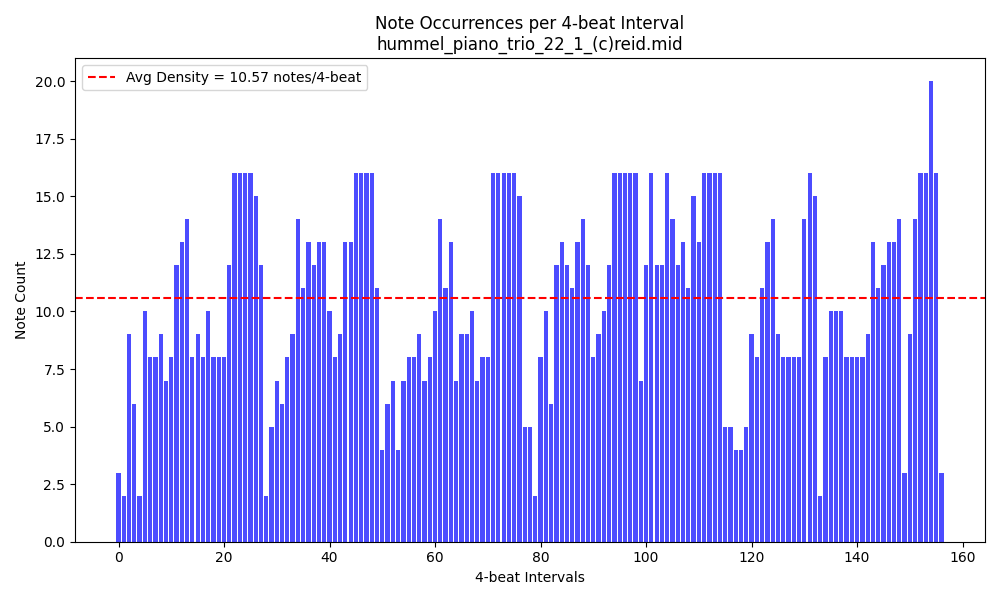 Note Occurrences per 4-beat Interval
hummel_piano_trio_22_1_(c)reid.mid
Avg Density = 10.57 notes/4-beat
Note Count
20.0
17.5
15.0
12.5
10.0
7.5
5.0
2.5
0.0
0 20 40 60 80 100 120 140 160
4-beat Intervals